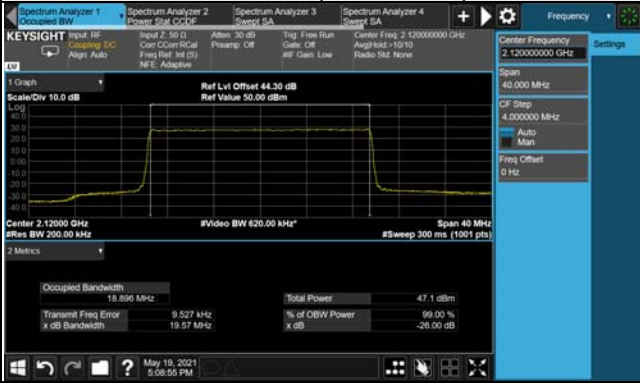 Spectrum Analyzer 1
Occupied BW
Spectrum Analyzer 2
Power Stat CCDF
Spectrum Analyzer 3
Swept SA
Spectrum Analyzer 4
Swept SA
Frequency
KEYSIGHT
Input: RF
Coupling: DC
Align: Auto
Input Z: 50 Ω
Corr CCorr RCal
Freq Ref: Int (S)
NFE: Adaptive
Atten: 30 dB
Preamp: Off
Trig: Free Run
Gate: Off
#IF Gain: Low
Center Freq: 2.120000000 GHz
Avg|Hold:>10/10
Radio Std: None
1 Graph
Scale/Div 10.0 dB
Ref Lvl Offset 44.30 dB
Ref Value 50.00 dBm
Log
40.0
30.0
20.0
10.0
0.00
-10.0
-20.0
-30.0
-40.0
Center 2.12000 GHz
#Res BW 200.00 kHz
#Video BW 620.00 kHz*
Span 40 MHz
#Sweep 300 ms (1001 pts)
2 Metrics
Occupied Bandwidth
18.896 MHz
Total Power
47.1 dBm
Transmit Freq Error
9.527 kHz
% of OBW Power
99.00 %
x dB Bandwidth
19.57 MHz
x dB
-26.00 dB
Center Frequency
2.120000000 GHz
Settings
Span
40.000 MHz
CF Step
4.000000 MHz
Auto
Man
Freq Offset
0 Hz
May 19, 2021
5:08:55 PM